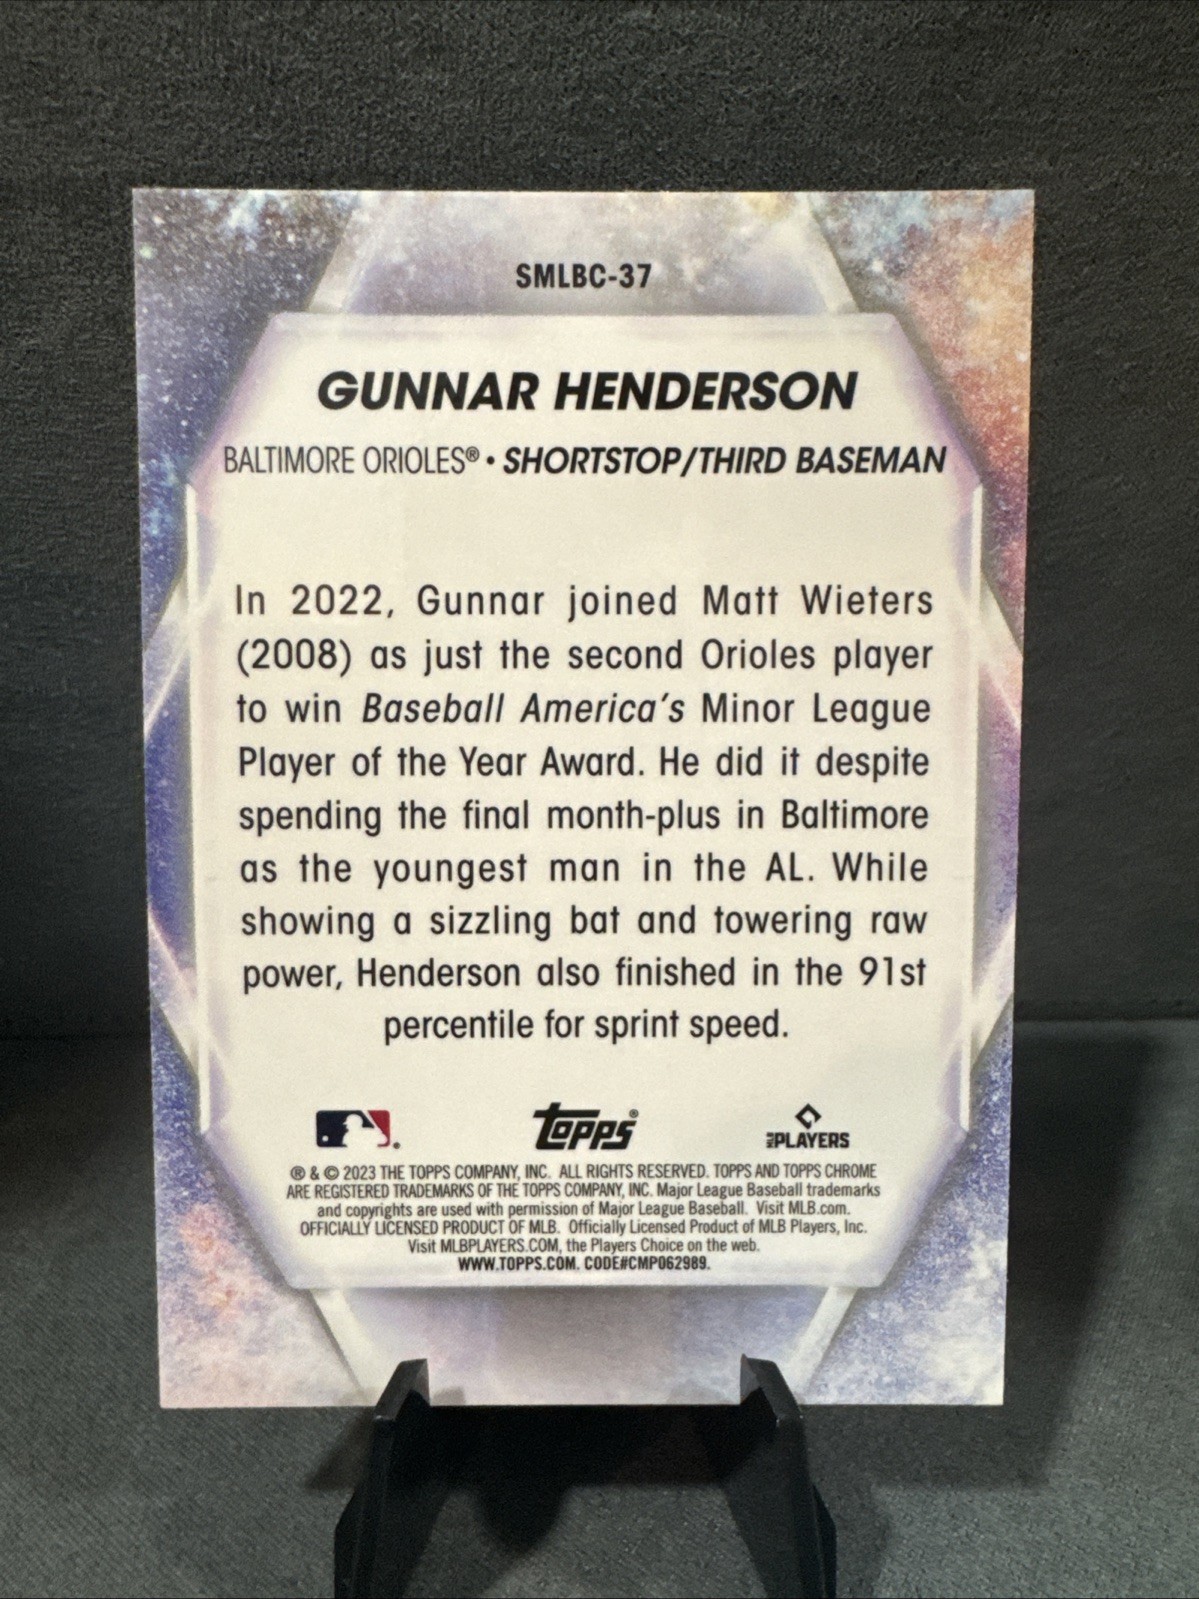 SMLBC-37
GUNNAR HENDERSON
BALTIMORE ORIOLES® • SHORTSTOP/THIRD BASEMAN
In 2022, Gunnar joined Matt Wieters
(2008) as just the second Orioles player
to win Baseball America's Minor League
Player of the Year Award. He did it despite
spending the final month-plus in Baltimore
as the youngest man in the AL. While
showing a sizzling bat and towering raw
power, Henderson also finished in the 91st
percentile for sprint speed.
Topps®
MLB PLAYERS
® & © 2023 THE TOPPS COMPANY, INC. ALL RIGHTS RESERVED. TOPPS AND TOPPS CHROME
ARE REGISTERED TRADEMARKS OF THE TOPPS COMPANY, INC. Major League Baseball trademarks
and copyrights are used with permission of Major League Baseball. Visit MLB.com.
OFFICIALLY LICENSED PRODUCT OF MLB. Officially Licensed Product of MLB Players, Inc.
Visit MLBPLAYERS.COM, the Players Choice on the web.
WWW.TOPPS.COM. CODE#CMP062989.